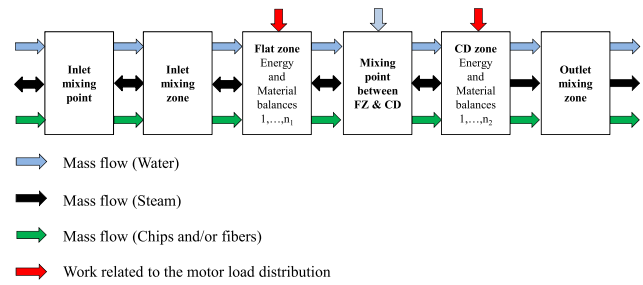 Inlet
mixing
point
Inlet
mixing
zone
Flat zone
Energy
and
Material
balances
1,…,n₁
Mixing
point
between
FZ & CD
CD zone
Energy
and
Material
balances
1,…,n₂
Outlet
mixing
zone
Mass flow (Water)
Mass flow (Steam)
Mass flow (Chips and/or fibers)
Work related to the motor load distribution